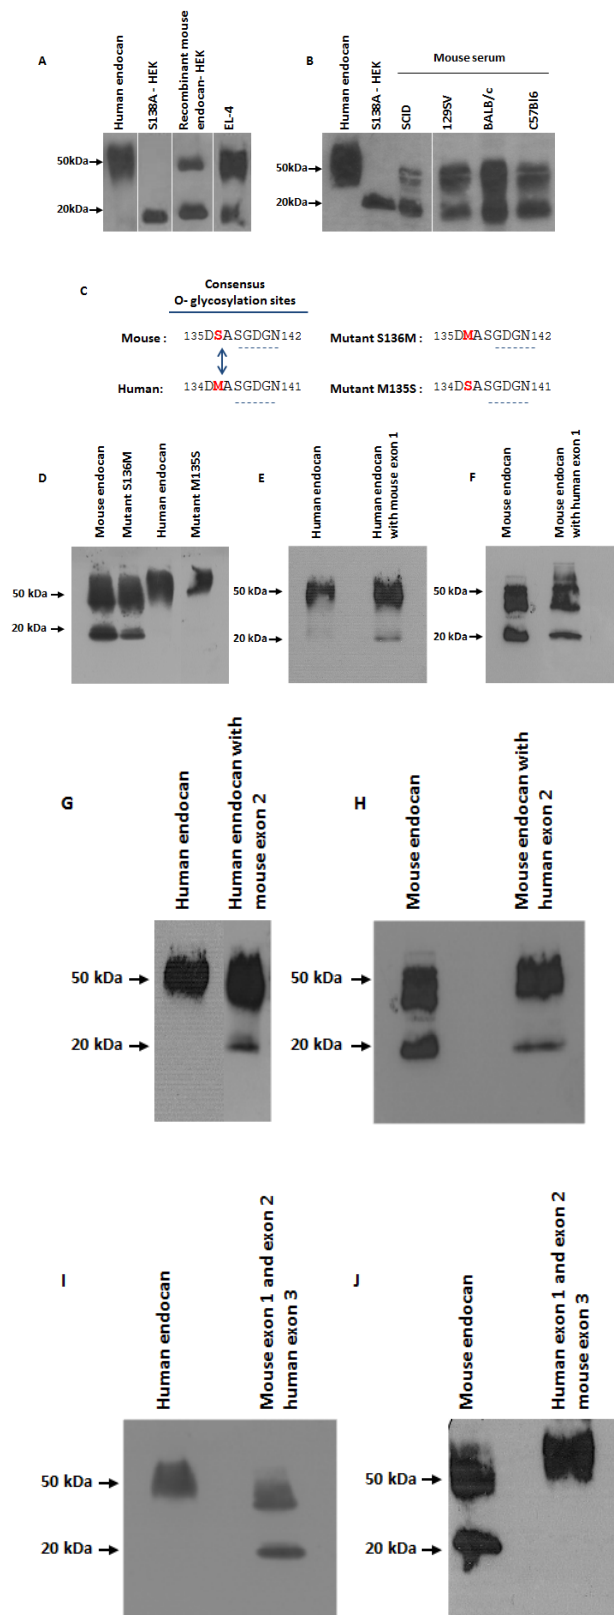 A
Human endocan
S138A - HEK
Recombinant mouse
endocan- HEK
EL-4
50kDa
20kDa
B
Human endocan
S138A - HEK
Mouse serum
SCID
129SV
BALB/c
C57Bl6
50kDa
20kDa
C
Consensus
O- glycosylation sites
Mouse : 135DSASGDGN142
Human: 134DMASGDGN141
Mutant S136M : 135DMASGDGN142
Mutant M135S : 134DSASGDGN141
D
Mouse endocan
Mutant S136M
Human endocan
Mutant M135S
50 kDa
20 kDa
E
Human endocan
Human endocan
with mouse exon 1
50 kDa
20 kDa
F
Mouse endocan
Mouse endocan
with human exon 1
50 kDa
20 kDa
G
Human endocan
Human enndocan with
mouse exon 2
50 kDa
20 kDa
H
Mouse endocan
Mouse endocan with
human exon 2
50 kDa
20 kDa
I
Human endocan
Mouse exon 1 and exon 2
human exon 3
50 kDa
20 kDa
J
Mouse endocan
Human exon 1 and exon 2
mouse exon 3
50 kDa
20 kDa